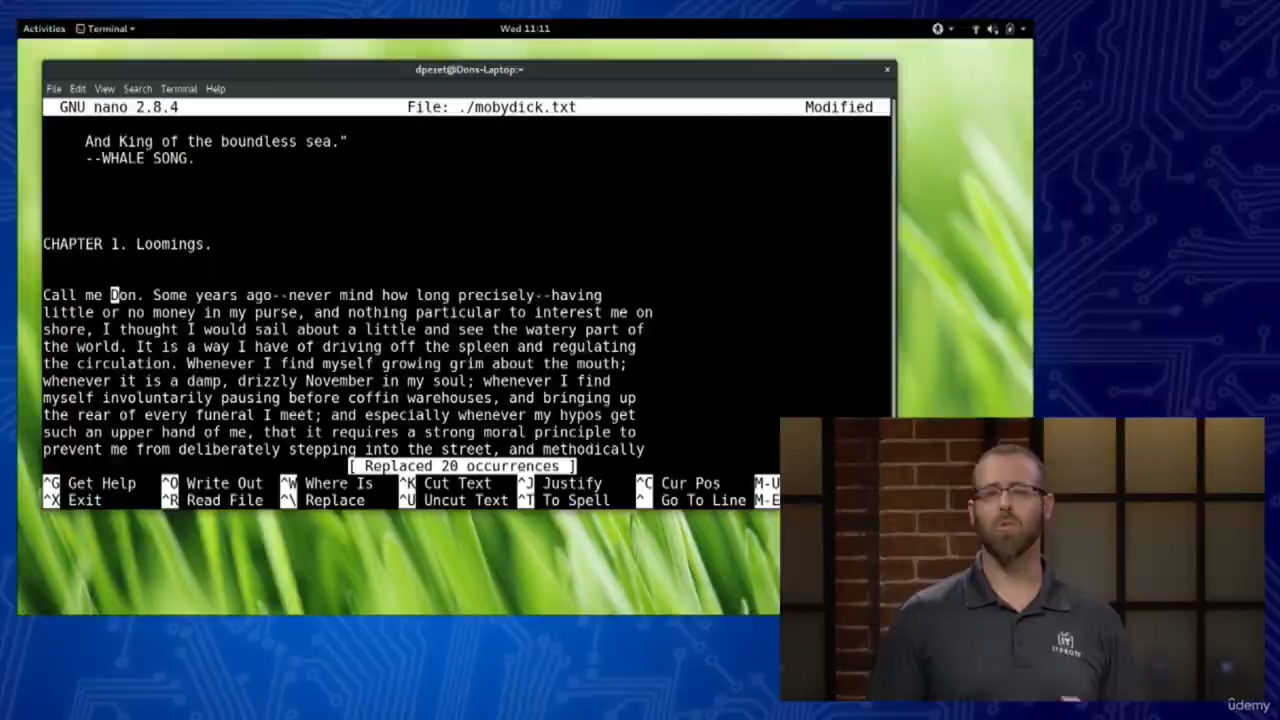 Activities Terminal Wed 11:11
dpezet@Dons-Laptop:~
File Edit View Search Terminal Help
GNU nano 2.8.4 File: ./mobydick.txt Modified
And King of the boundless sea."
--WHALE SONG.
CHAPTER 1. Loomings.
Call me Don. Some years ago--never mind how long precisely--having
little or no money in my purse, and nothing particular to interest me on
shore, I thought I would sail about a little and see the watery part of
the world. It is a way I have of driving off the spleen and regulating
the circulation. Whenever I find myself growing grim about the mouth;
whenever it is a damp, drizzly November in my soul; whenever I find
myself involuntarily pausing before coffin warehouses, and bringing up
the rear of every funeral I meet; and especially whenever my hypos get
such an upper hand of me, that it requires a strong moral principle to
prevent me from deliberately stepping into the street, and methodically
[ Replaced 20 occurrences ]
^G Get Help ^O Write Out ^W Where Is ^K Cut Text ^J Justify ^C Cur Pos M-U
^X Exit ^R Read File ^\ Replace ^U Uncut Text ^T To Spell ^_ Go To Line M-E
ITPRO
udemy